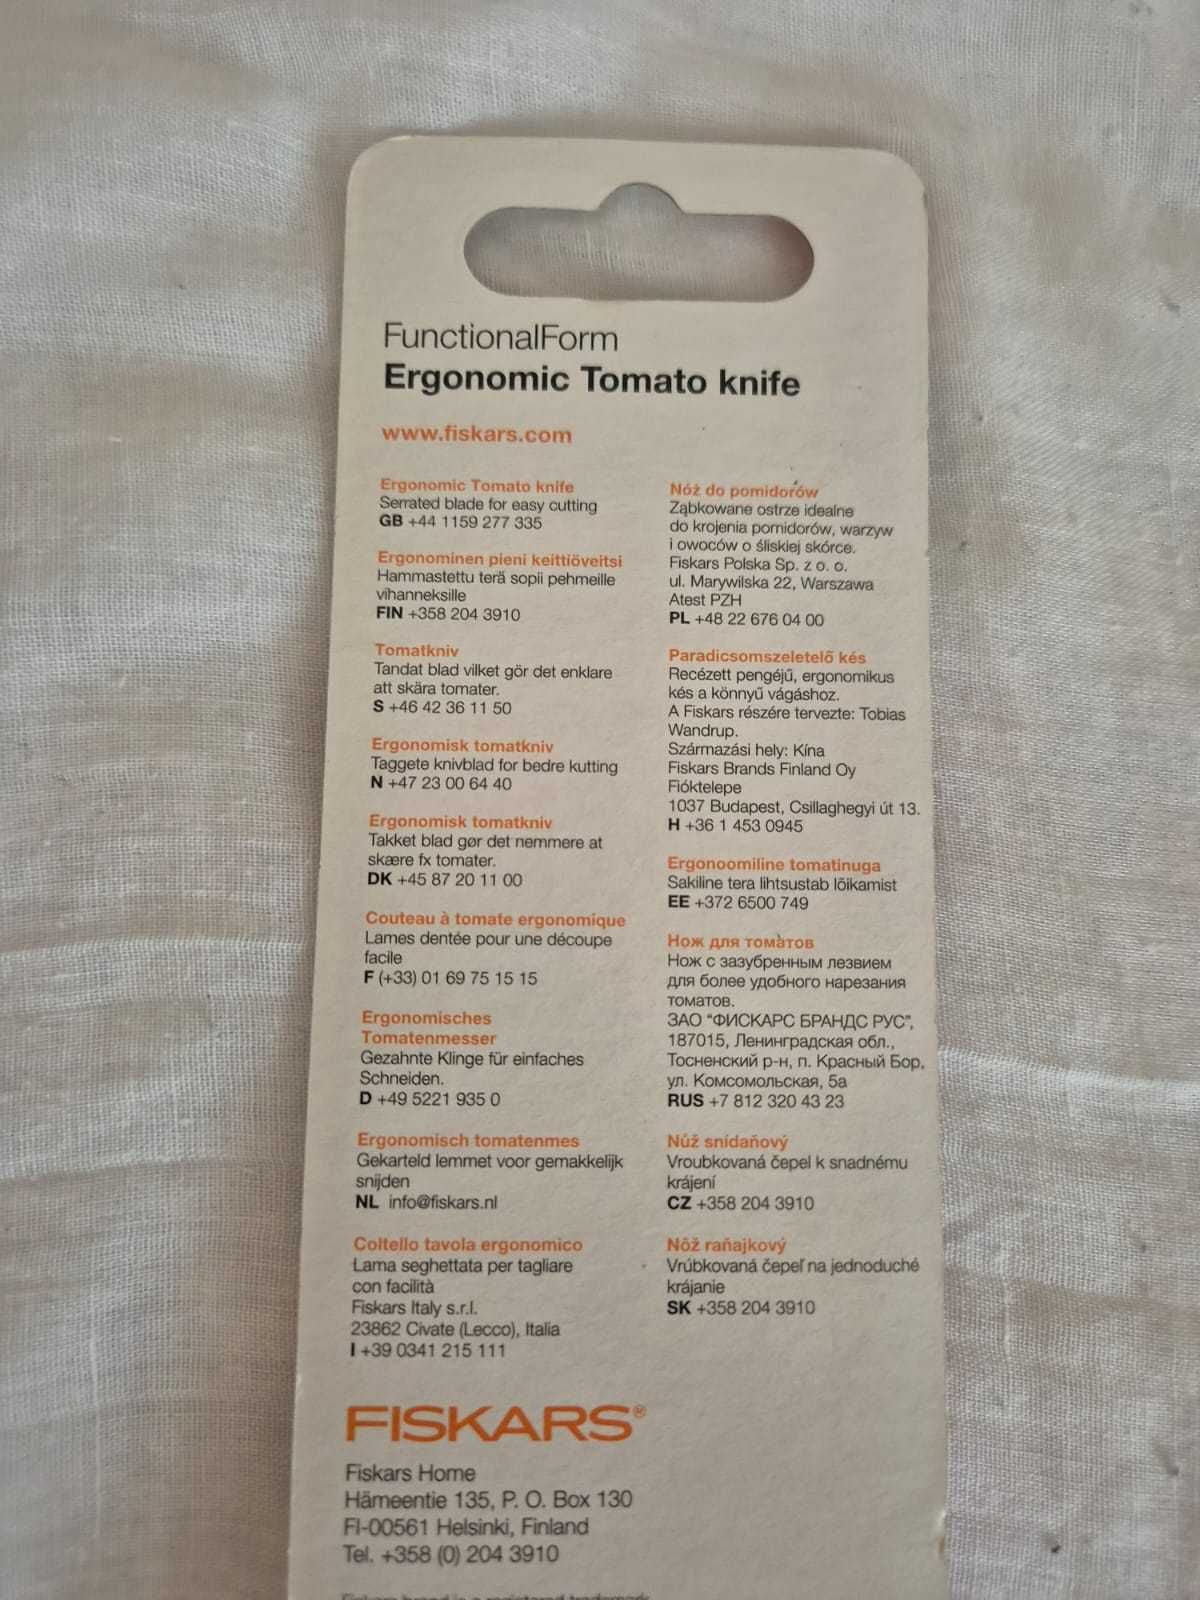 FunctionalForm
Ergonomic Tomato knife
www.fiskars.com
Ergonomic Tomato knife
Serrated blade for easy cutting
GB +44 1159 277 335
Ergonominen pieni keittiöveitsi
Hammastettu terä sopii pehmeille
vihanneksille
FIN +358 204 3910
Tomatkniv
Tandat blad vilket gör det enklare
att skära tomater.
S +46 42 36 11 50
Ergonomisk tomatkniv
Taggete knivblad for bedre kutting
N +47 23 00 64 40
Ergonomisk tomatkniv
Takket blad gør det nemmere at
skære fx tomater.
DK +45 87 20 11 00
Couteau à tomate ergonomique
Lames dentée pour une découpe
facile
F (+33) 01 69 75 15 15
Ergonomisches
Tomatenmesser
Gezahnte Klinge für einfaches
Schneiden.
D +49 5221 935 0
Ergonomisch tomatenmes
Gekarteld lemmet voor gemakkelijk
snijden
NL info@fiskars.nl
Coltello tavola ergonomico
Lama seghettata per tagliare
con facilità
Fiskars Italy s.r.l.
23862 Civate (Lecco), Italia
I +39 0341 215 111
Nóż do pomidorów
Ząbkowane ostrze idealne
do krojenia pomidorów, warzyw
i owoców o śliskiej skórce.
Fiskars Polska Sp. z o. o.
ul. Marywilska 22, Warszawa
Atest PZH
PL +48 22 676 04 00
Paradicsomszeletelő kés
Recézett pengéjű, ergonomikus
kés a könnyű vágáshoz.
A Fiskars részére tervezte: Tobias
Wandrup.
Származási hely: Kína
Fiskars Brands Finland Oy
Fióktelepe
1037 Budapest, Csillaghegyi út 13.
H +36 1 453 0945
Ergonoomiline tomatinuga
Sakiline tera lihtsustab lõikamist
EE +372 6500 749
Нож для томатов
Нож с зазубренным лезвием
для более удобного нарезания
томатов.
ЗАО "ФИСКАРС БРАНДС РУС",
187015, Ленинградская обл.,
Тосненский р-н, п. Красный Бор,
ул. Комсомольская, 5а
RUS +7 812 320 43 23
Nůž snídaňový
Vroubkovaná čepel k snadnému
krájení
CZ +358 204 3910
Nôž raňajkový
Vrúbkovaná čepeľ na jednoduché
krájanie
SK +358 204 3910
FISKARS®
Fiskars Home
Hämeentie 135, P. O. Box 130
FI-00561 Helsinki, Finland
Tel. +358 (0) 204 3910
Fiskars brand is a registered trademark